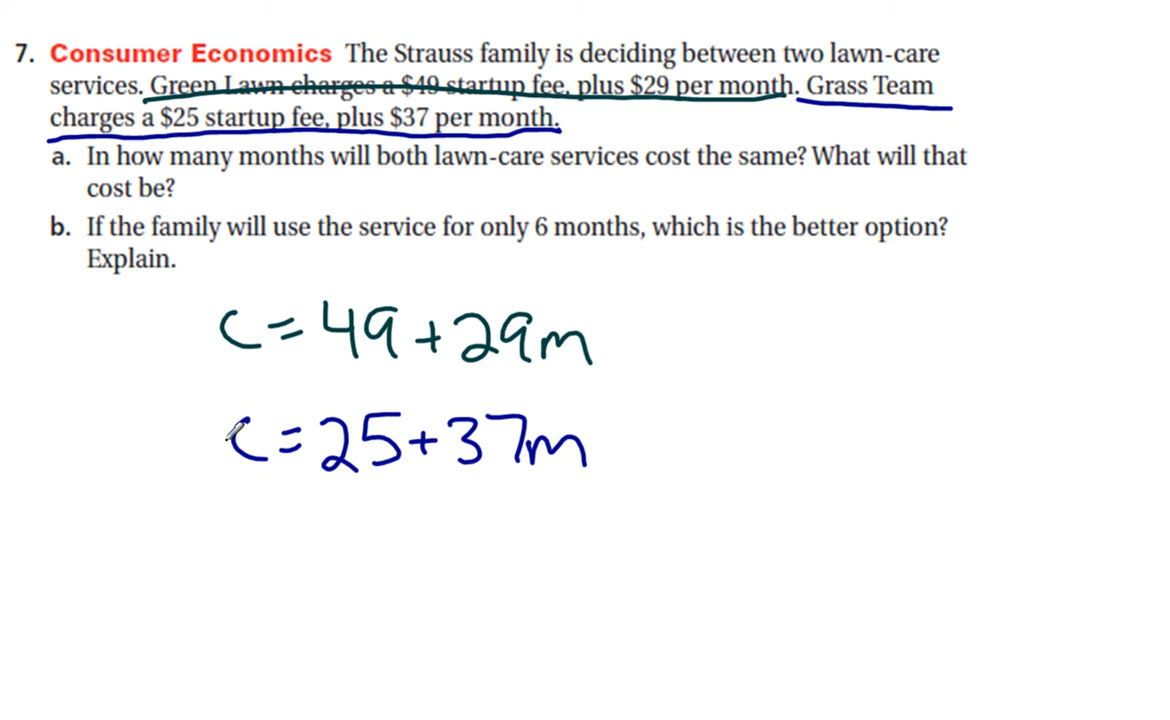 7. Consumer Economics The Strauss family is deciding between two lawn-care
services. Green Lawn charges a $49 startup fee, plus $29 per month. Grass Team
charges a $25 startup fee, plus $37 per month.
a. In how many months will both lawn-care services cost the same? What will that
cost be?
b. If the family will use the service for only 6 months, which is the better option?
Explain.
c = 49 + 29m
c = 25 + 37m